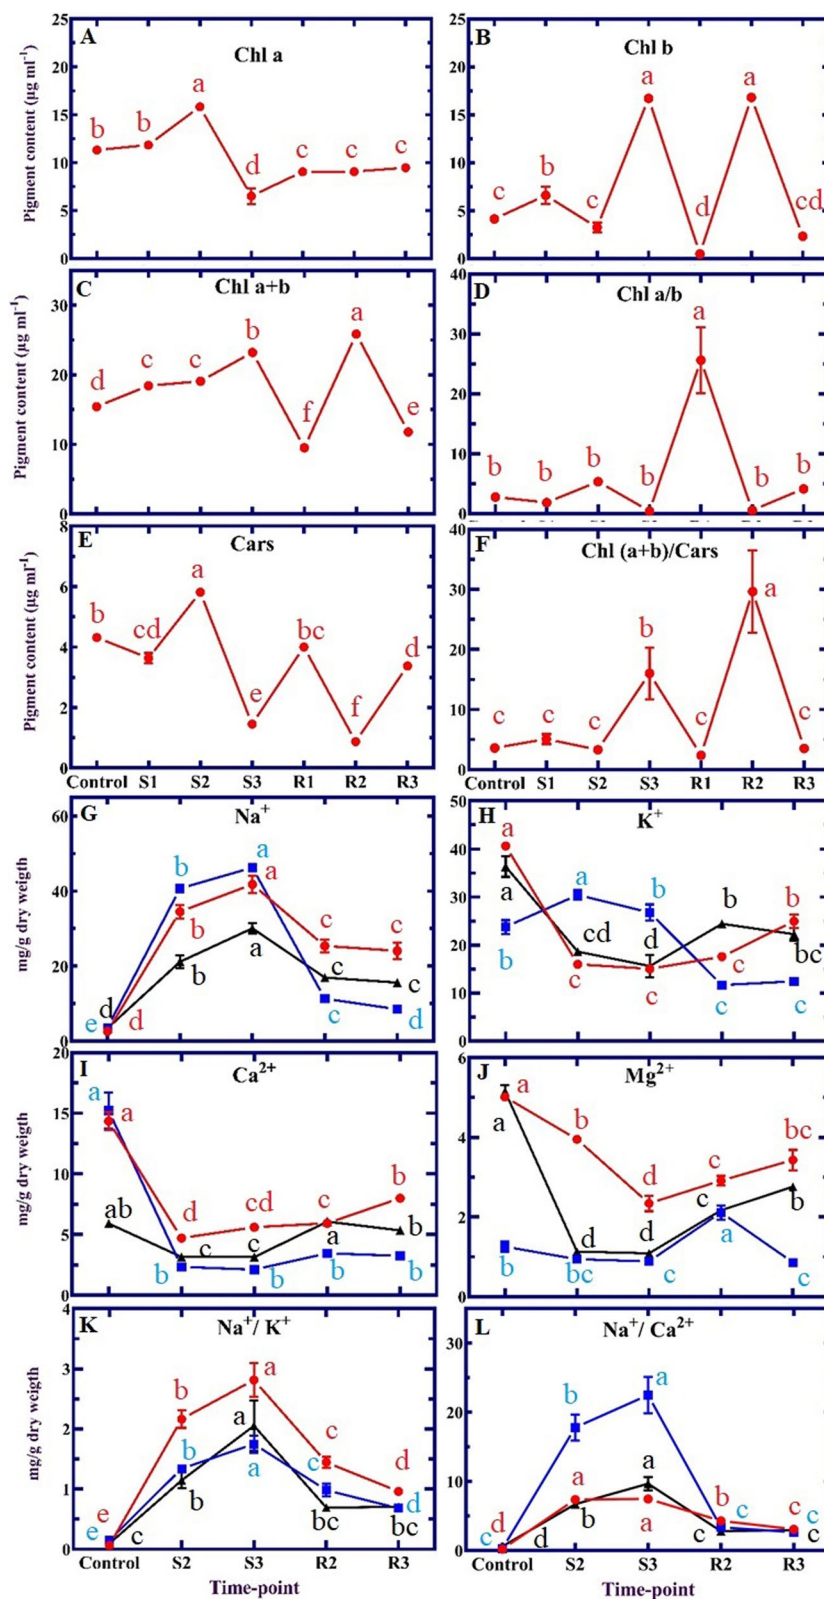 A
Chl a
Pigment content (µg ml⁻¹)
25
20
15
10
5
0
b
b
a
d
c
c
c
B
Chl b
25
20
15
10
5
0
c
b
c
a
d
a
cd
C
Chl a+b
Pigment content (µg ml⁻¹)
30
20
10
0
d
c
c
b
f
a
e
D
Chl a/b
40
30
20
10
0
b
b
b
b
a
b
b
E
Cars
Pigment content (µg ml⁻¹)
8
6
4
2
0
b
cd
a
e
bc
f
d
Control S1 S2 S3 R1 R2 R3
F
Chl (a+b)/Cars
40
30
20
10
0
c
c
c
b
c
a
c
Control S1 S2 S3 R1 R2 R3
G
Na⁺
mg/g dry weigth
60
40
20
0
e
d
d
b
b
b
a
a
a
c
c
c
c
c
d
H
K⁺
50
40
30
20
10
0
a
a
b
a
cd
c
b
d
c
b
c
c
b
bc
c
I
Ca²⁺
mg/g dry weigth
20
15
10
5
0
a
a
ab
d
c
b
cd
c
b
c
a
b
b
b
b
J
Mg²⁺
6
4
2
0
a
a
b
b
d
bc
d
d
c
c
c
a
bc
b
c
K
Na⁺/ K⁺
mg/g dry weigth
4
3
2
1
0
e
e
c
b
b
b
a
a
a
c
c
bc
d
d
bc
Control S2 S3 R2 R3
Time-point
L
Na⁺/ Ca²⁺
30
20
10
0
d
c
d
b
a
b
a
a
a
b
c
c
c
c
c
Control S2 S3 R2 R3
Time-point